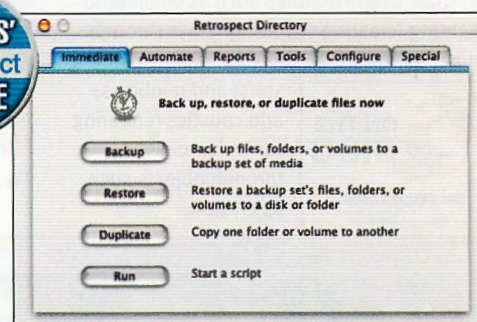 S'
ct
E
Retrospect Directory
Immediate Automate Reports Tools Configure Special
Back up, restore, or duplicate files now
Backup
Back up files, folders, or volumes to a
backup set of media
Restore
Restore a backup set's files, folders, or
volumes to a disk or folder
Duplicate
Copy one folder or volume to another
Run
Start a script